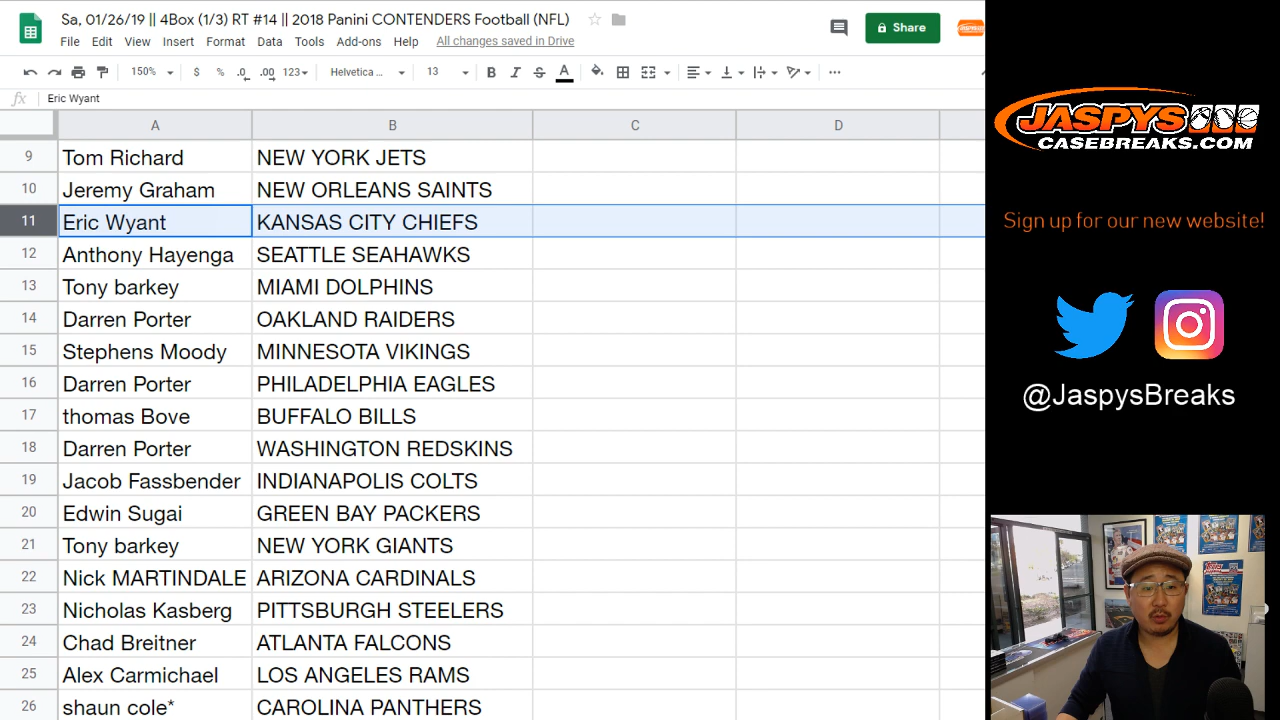 Sa, 01/26/19 || 4Box (1/3) RT #14 || 2018 Panini CONTENDERS Football (NFL)
File Edit View Insert Format Data Tools Add-ons Help All changes saved in Drive
Share
150% $ % .0 .00 123 Helvetica ... 13 B I S A
fx Eric Wyant
A B C D
9 Tom Richard NEW YORK JETS
10 Jeremy Graham NEW ORLEANS SAINTS
11 Eric Wyant KANSAS CITY CHIEFS
12 Anthony Hayenga SEATTLE SEAHAWKS
13 Tony barkey MIAMI DOLPHINS
14 Darren Porter OAKLAND RAIDERS
15 Stephens Moody MINNESOTA VIKINGS
16 Darren Porter PHILADELPHIA EAGLES
17 thomas Bove BUFFALO BILLS
18 Darren Porter WASHINGTON REDSKINS
19 Jacob Fassbender INDIANAPOLIS COLTS
20 Edwin Sugai GREEN BAY PACKERS
21 Tony barkey NEW YORK GIANTS
22 Nick MARTINDALE ARIZONA CARDINALS
23 Nicholas Kasberg PITTSBURGH STEELERS
24 Chad Breitner ATLANTA FALCONS
25 Alex Carmichael LOS ANGELES RAMS
26 shaun cole* CAROLINA PANTHERS
JASPYS
CASEBREAKS.COM
Sign up for our new website!
@JaspysBreaks
Topps